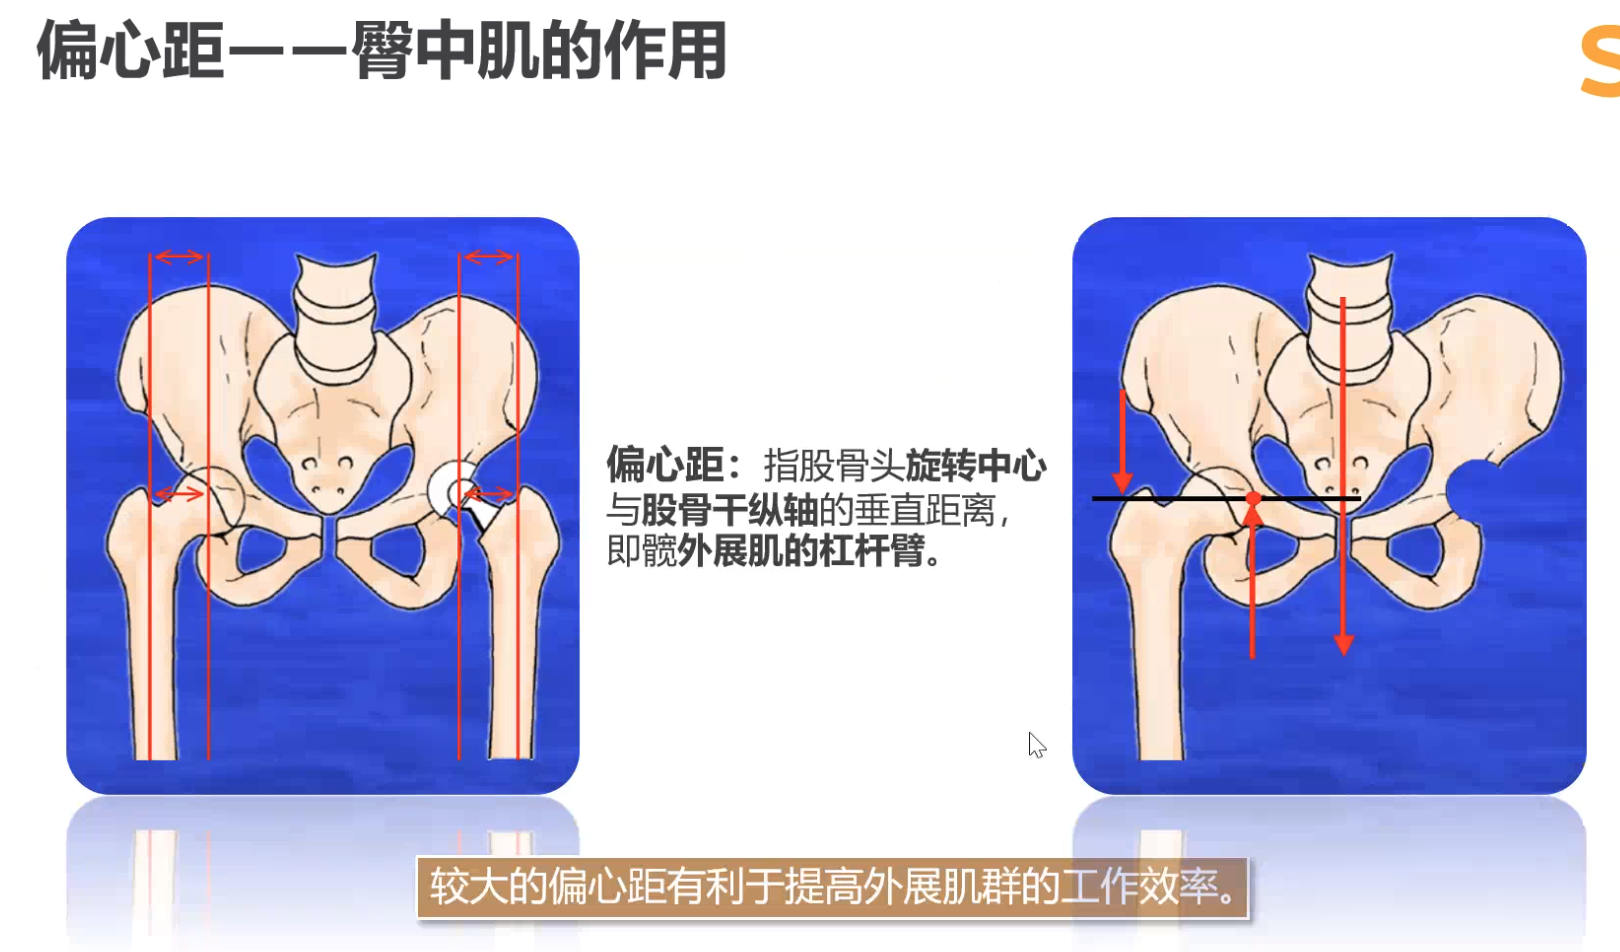 偏心距——臀中肌的作用
S
偏心距：指股骨头旋转中心
与股骨干纵轴的垂直距离，
即髋外展肌的杠杆臂。
较大的偏心距有利于提高外展肌群的工作效率。